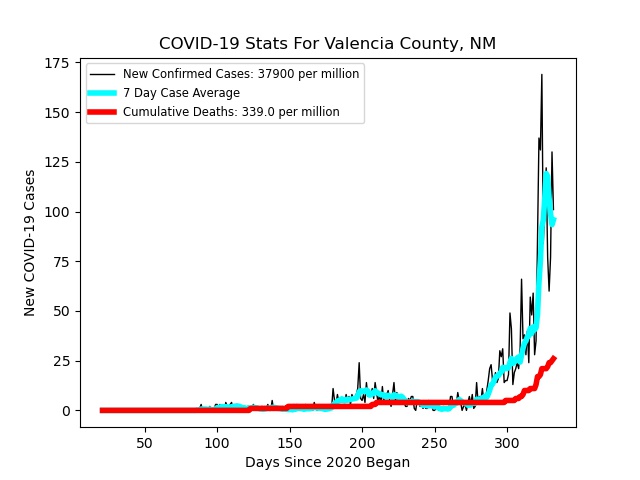 COVID-19 Stats For Valencia County, NM
New Confirmed Cases: 37900 per million
7 Day Case Average
Cumulative Deaths: 339.0 per million
175
150
125
100
75
50
25
0
New COVID-19 Cases
50 100 150 200 250 300
Days Since 2020 Began